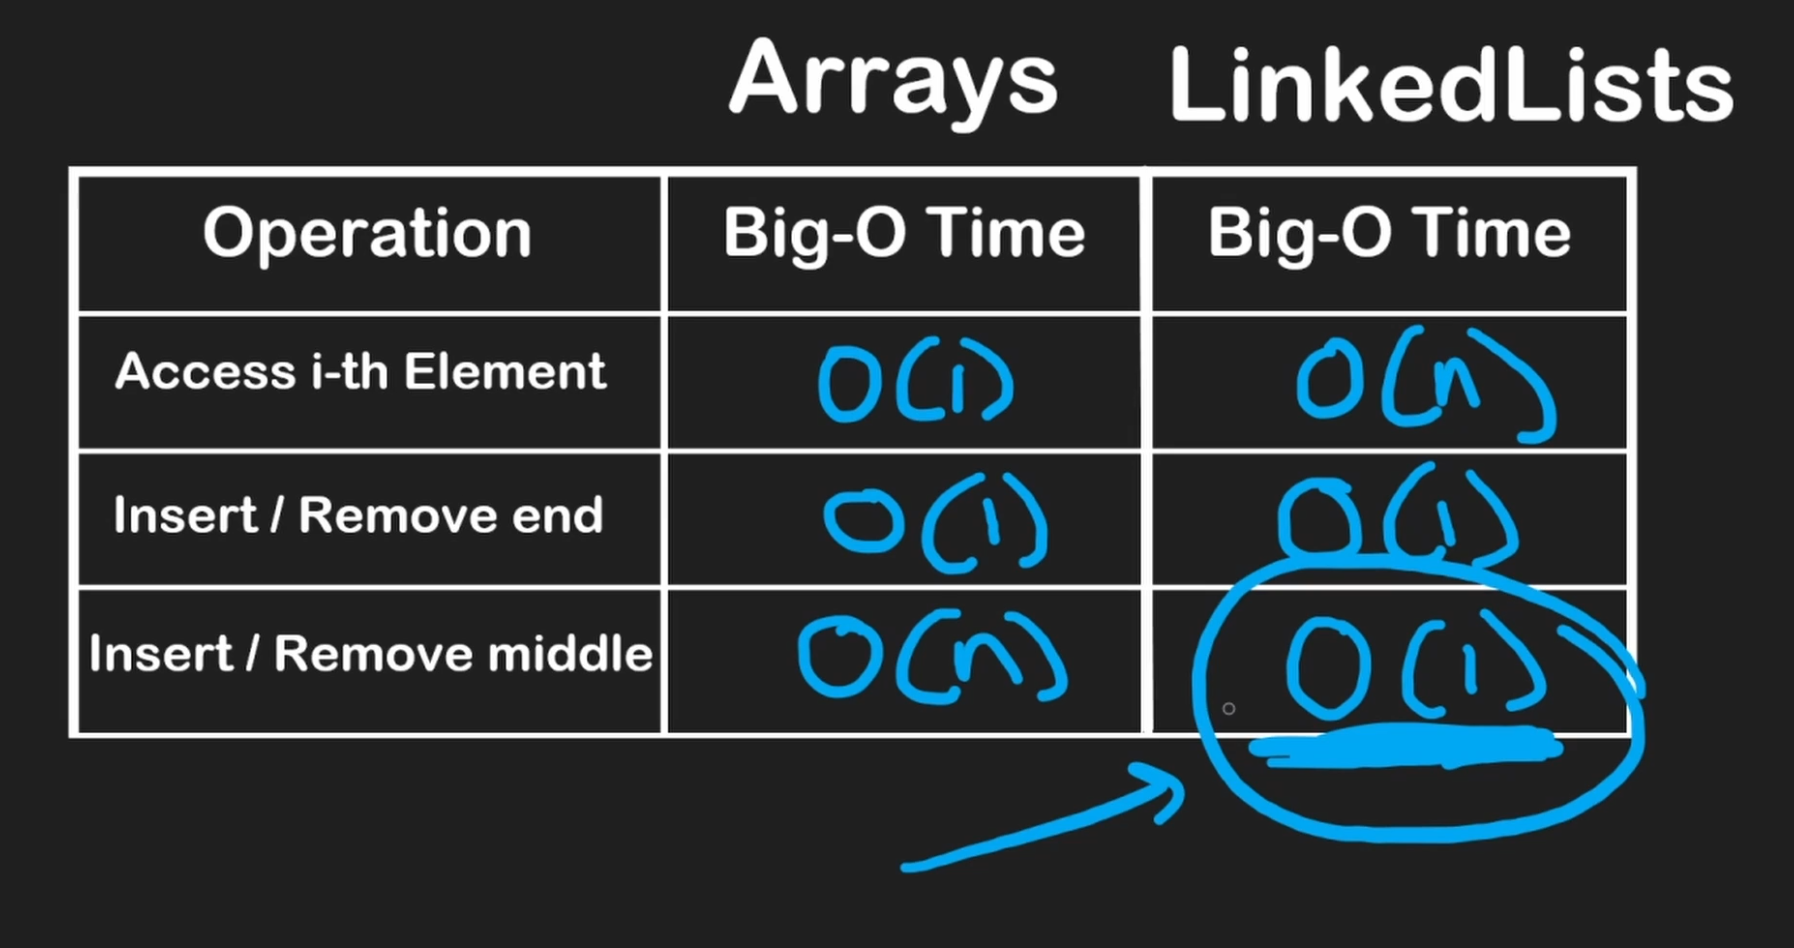 Arrays LinkedLists
Operation Big-O Time Big-O Time
Access i-th Element O(1) O(n)
Insert / Remove end O(1) O(1)
Insert / Remove middle O(n) O(1)